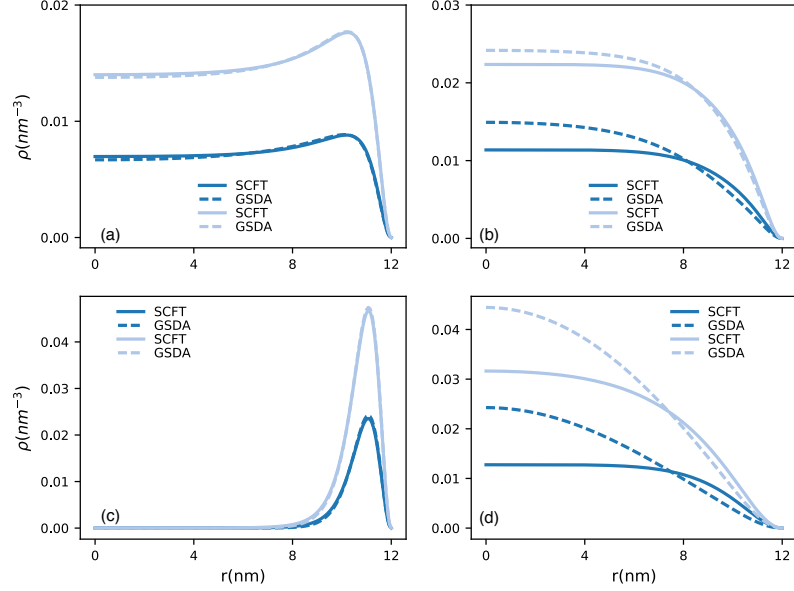 0.02
0.01
0.00
ρ(nm⁻³)
(a)
SCFT
GSDA
SCFT
GSDA
0
4
8
12
0.03
0.02
0.01
0.00
(b)
SCFT
GSDA
SCFT
GSDA
0
4
8
12
0.04
0.03
0.02
0.01
0.00
ρ(nm⁻³)
(c)
SCFT
GSDA
SCFT
GSDA
0
4
8
12
r(nm)
0.04
0.03
0.02
0.01
0.00
(d)
SCFT
GSDA
SCFT
GSDA
0
4
8
12
r(nm)